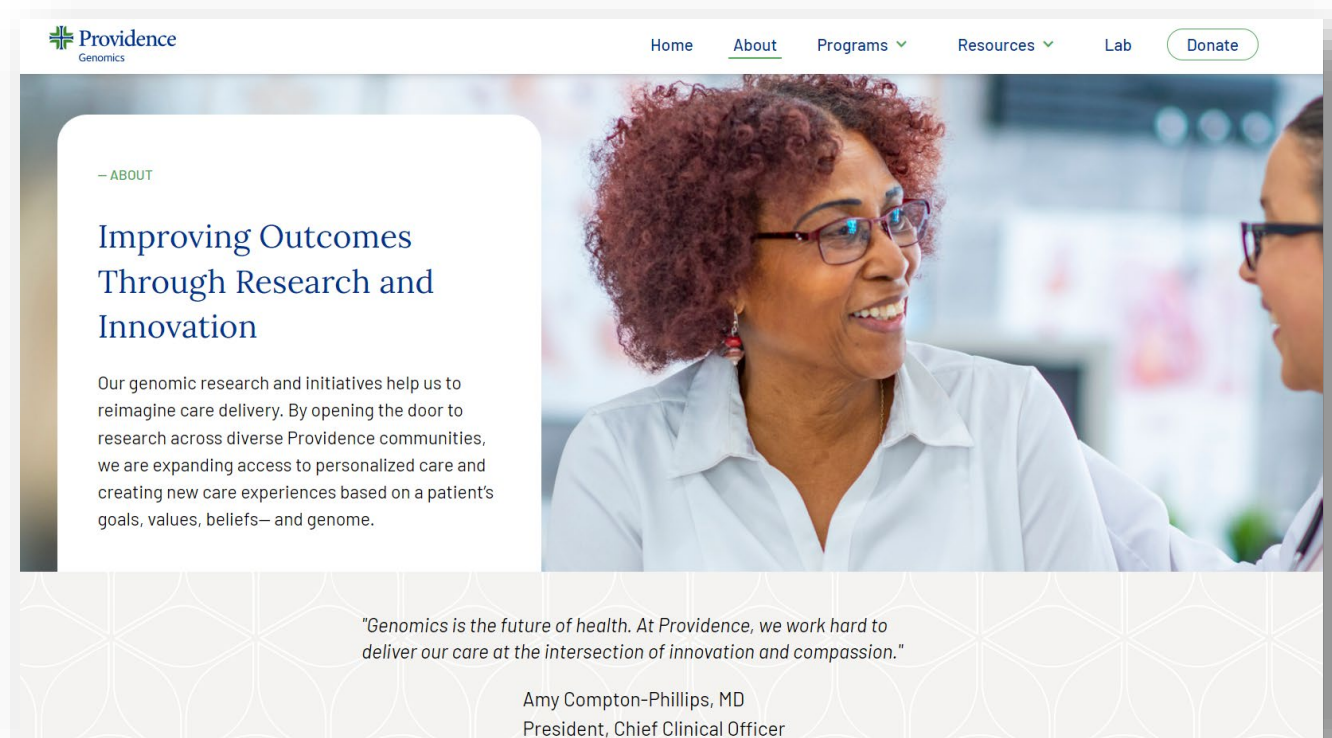 Providence
Genomics
Home About Programs Resources Lab Donate
– ABOUT
Improving Outcomes
Through Research and
Innovation
Our genomic research and initiatives help us to
reimagine care delivery. By opening the door to
research across diverse Providence communities,
we are expanding access to personalized care and
creating new care experiences based on a patient’s
goals, values, beliefs– and genome.
"Genomics is the future of health. At Providence, we work hard to
deliver our care at the intersection of innovation and compassion."
Amy Compton-Phillips, MD
President, Chief Clinical Officer